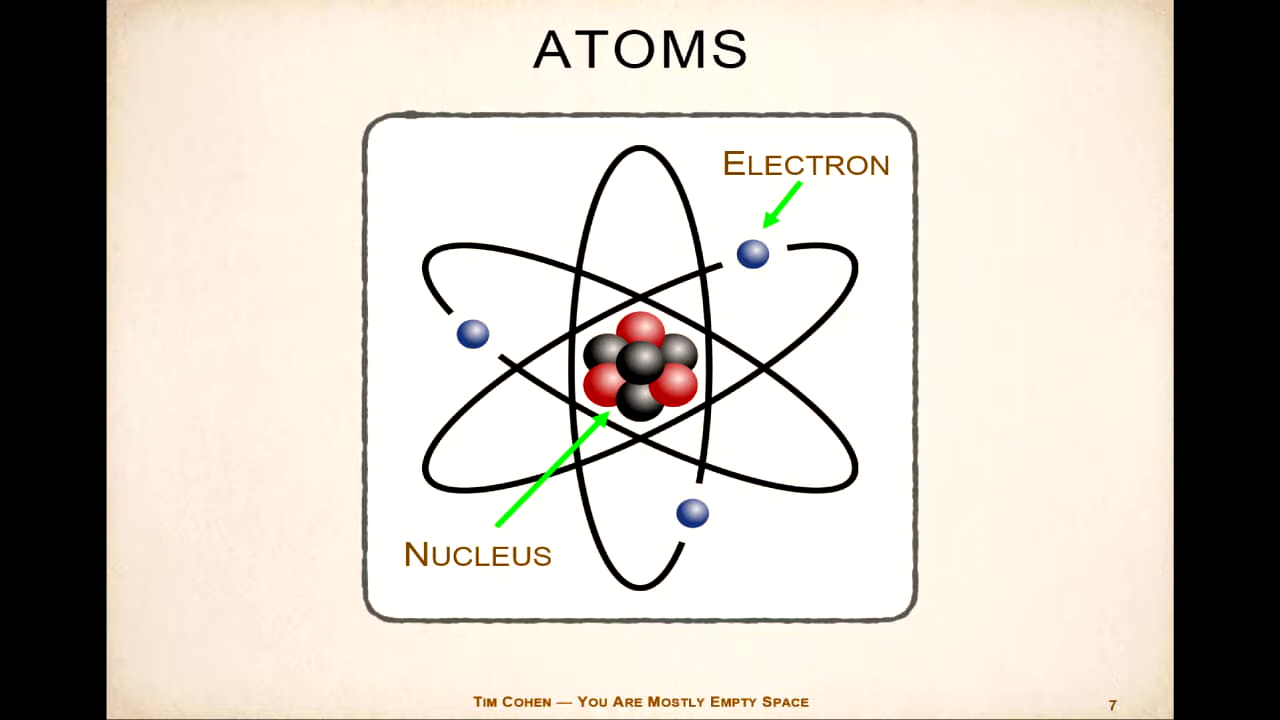 ATOMS
ELECTRON
NUCLEUS
TIM COHEN — YOU ARE MOSTLY EMPTY SPACE
7